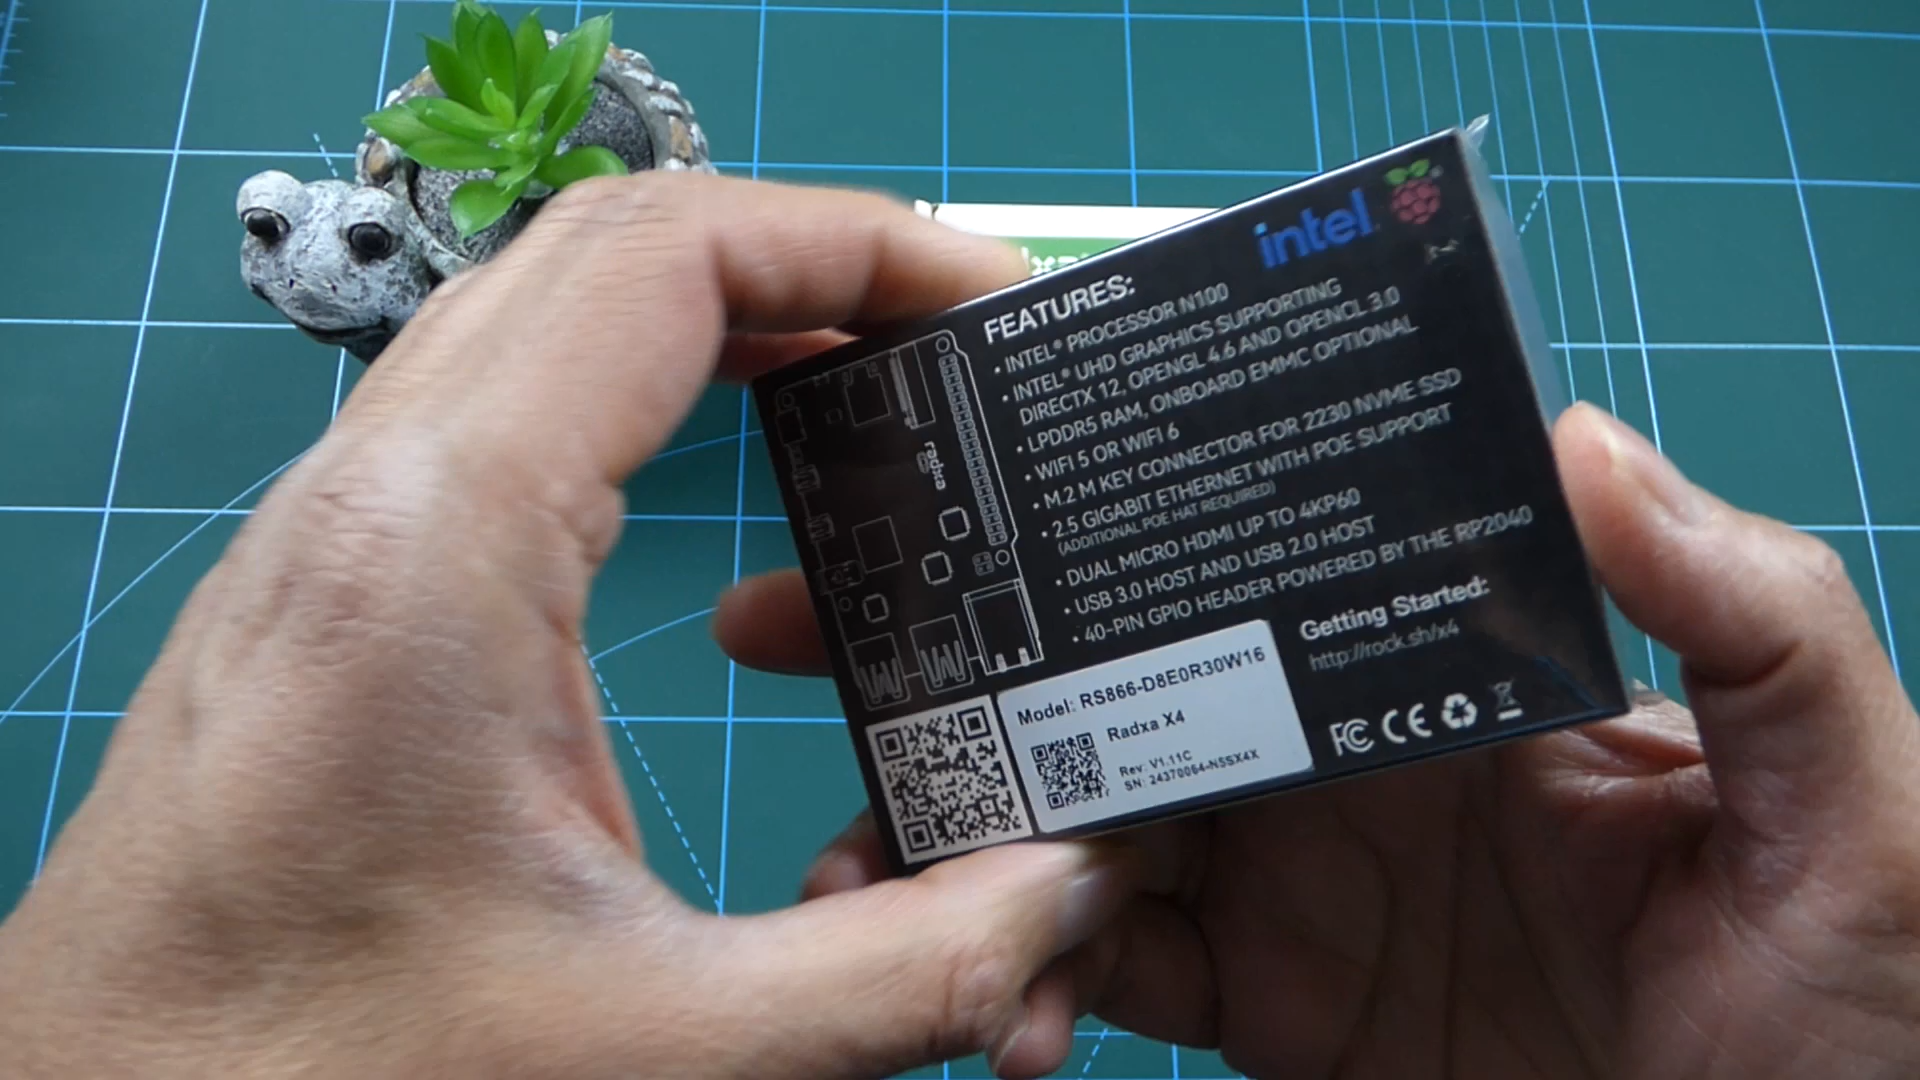 intel
FEATURES:
• INTEL® PROCESSOR N100
• INTEL® UHD GRAPHICS SUPPORTING
DIRECTX 12, OPENGL 4.6 AND OPENCL 3.0
• LPDDR5 RAM, ONBOARD EMMC OPTIONAL
• WIFI 5 OR WIFI 6
• M.2 M KEY CONNECTOR FOR 2230 NVME SSD
• 2.5 GIGABIT ETHERNET WITH POE SUPPORT
(ADDITIONAL POE HAT REQUIRED)
• DUAL MICRO HDMI UP TO 4KP60
• USB 3.0 HOST AND USB 2.0 HOST
• 40-PIN GPIO HEADER POWERED BY THE RP2040
radxa
Getting Started:
http://rock.sh/x4
Model: RS866-D8E0R30W16
Radxa X4
Rev: V1.11C
SN: 24370064-N5SX4X
FC CE